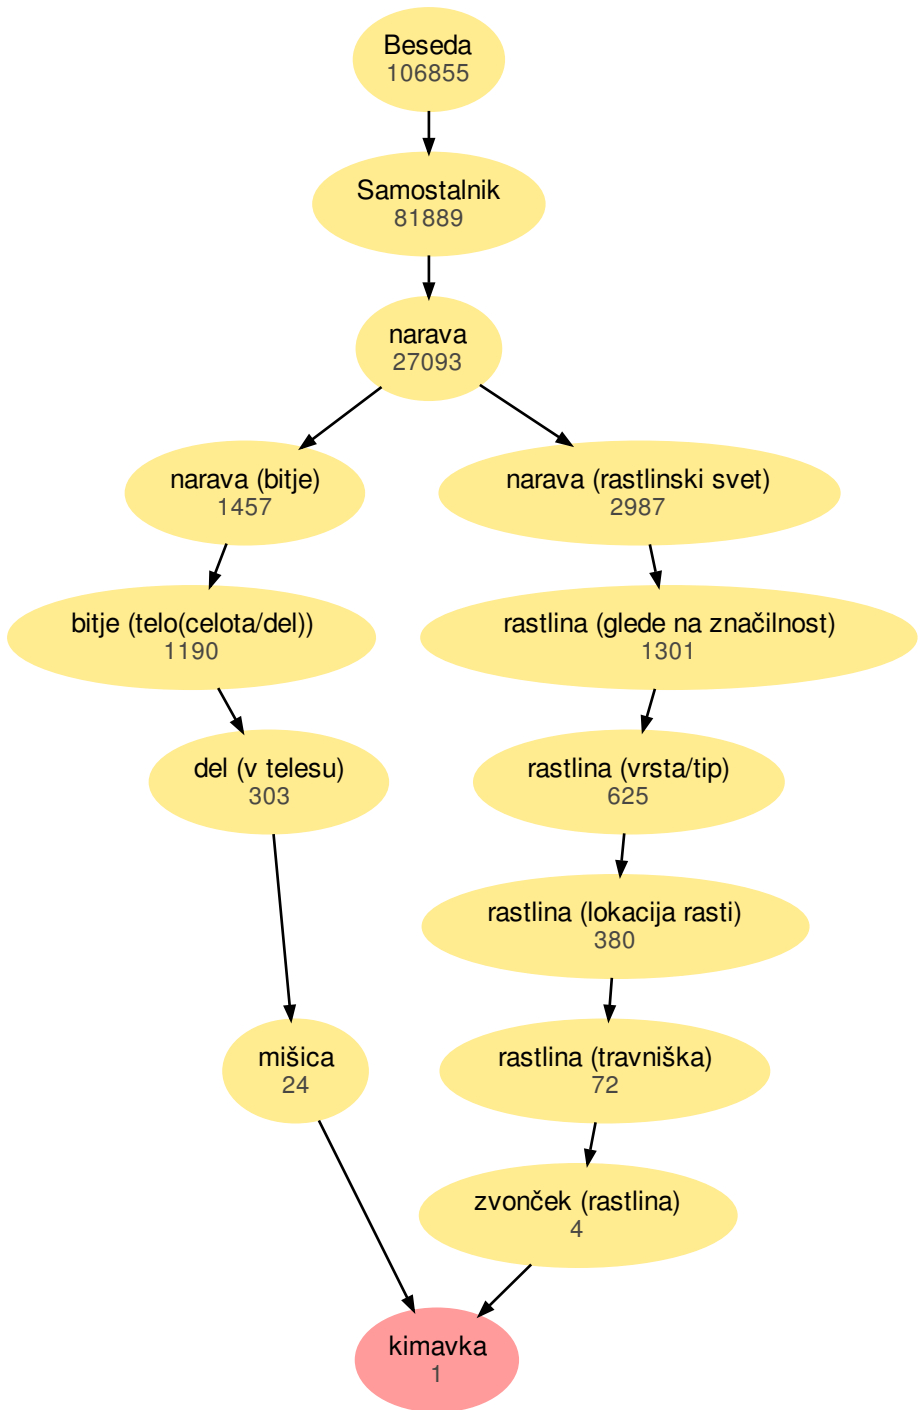 Beseda
106855
Samostalnik
81889
narava
27093
narava (bitje)
1457
narava (rastlinski svet)
2987
bitje (telo(celota/del))
1190
rastlina (glede na značilnost)
1301
del (v telesu)
303
rastlina (vrsta/tip)
625
rastlina (lokacija rasti)
380
mišica
24
rastlina (travniška)
72
zvonček (rastlina)
4
kimavka
1